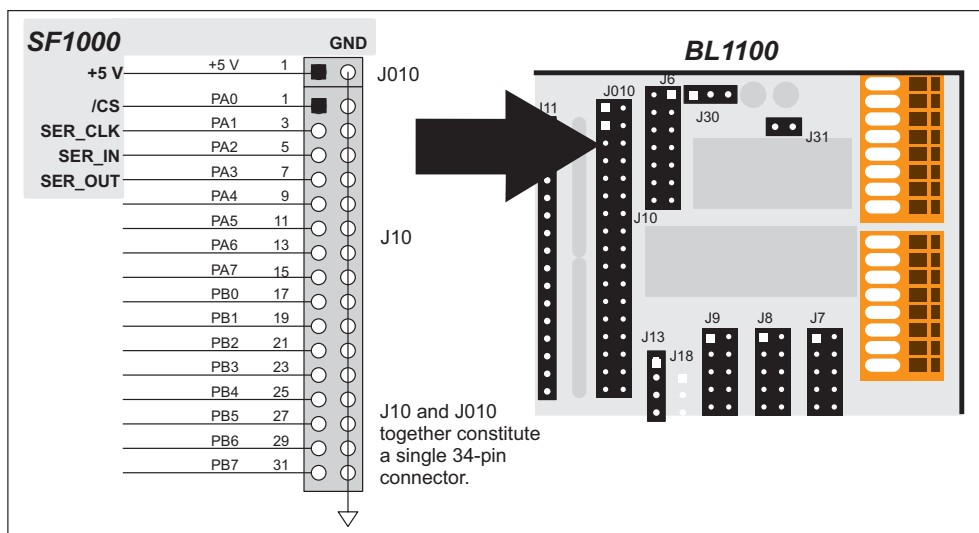 SF1000
GND
+5 V +5 V 1
J010
/CS PA0 1
SER_CLK PA1 3
SER_IN PA2 5
SER_OUT PA3 7
PA4 9
PA5 11
PA6 13
J10
PA7 15
PB0 17
PB1 19
PB2 21
PB3 23
PB4 25
PB5 27
PB6 29
PB7 31
J10 and J010
together constitute
a single 34-pin
connector.
BL1100
J11
J010
J6
J30
J31
J10
J13
J18
J9
J8
J7